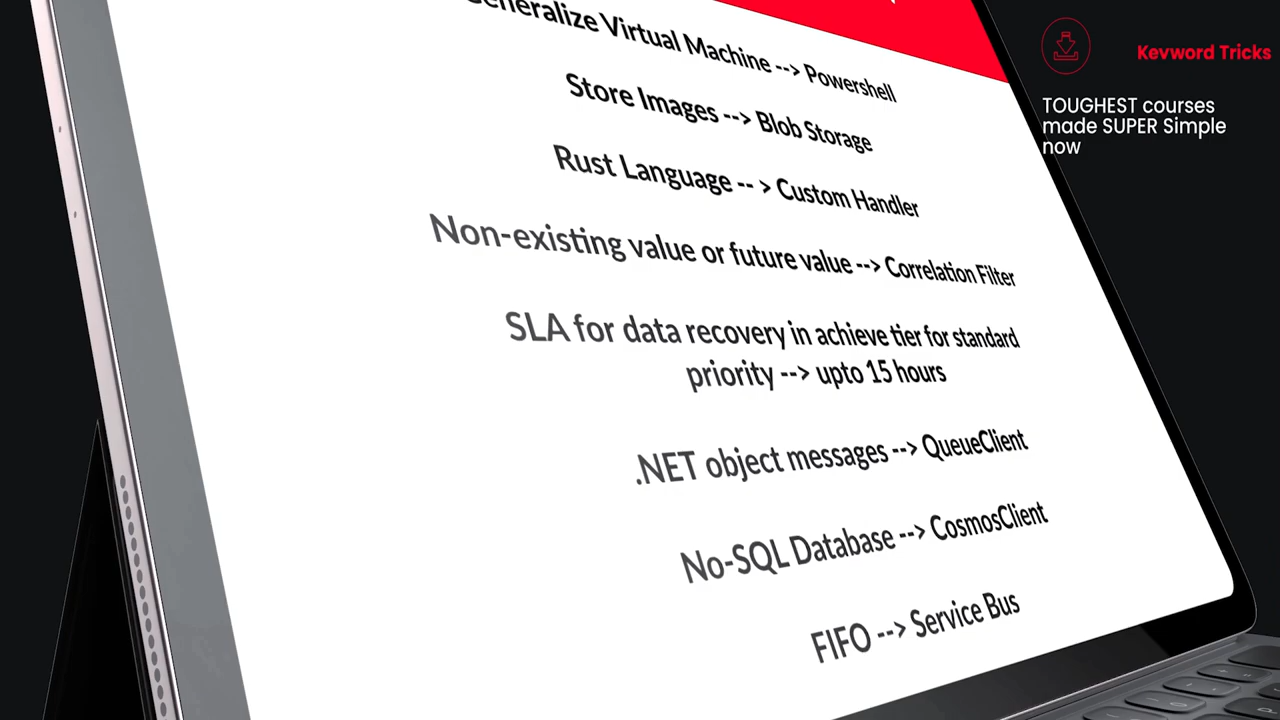 Generalize Virtual Machine --> Powershell
Store Images --> Blob Storage
Rust Language -- > Custom Handler
Non-existing value or future value --> Correlation Filter
SLA for data recovery in achieve tier for standard
priority --> upto 15 hours
.NET object messages --> QueueClient
No-SQL Database --> CosmosClient
FIFO --> Service Bus
Keyword Tricks
TOUGHEST courses
made SUPER Simple
now